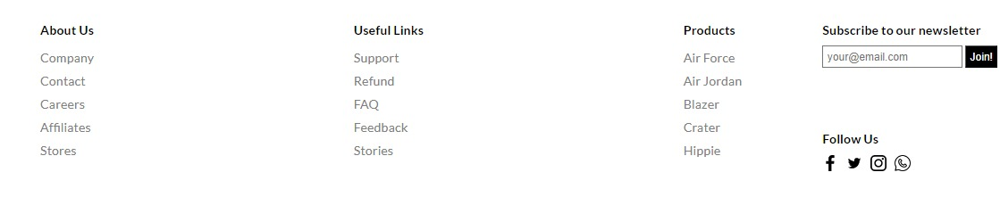 About Us
Company
Contact
Careers
Affiliates
Stores
Useful Links
Support
Refund
FAQ
Feedback
Stories
Products
Air Force
Air Jordan
Blazer
Crater
Hippie
Subscribe to our newsletter
your@email.com Join!
Follow Us